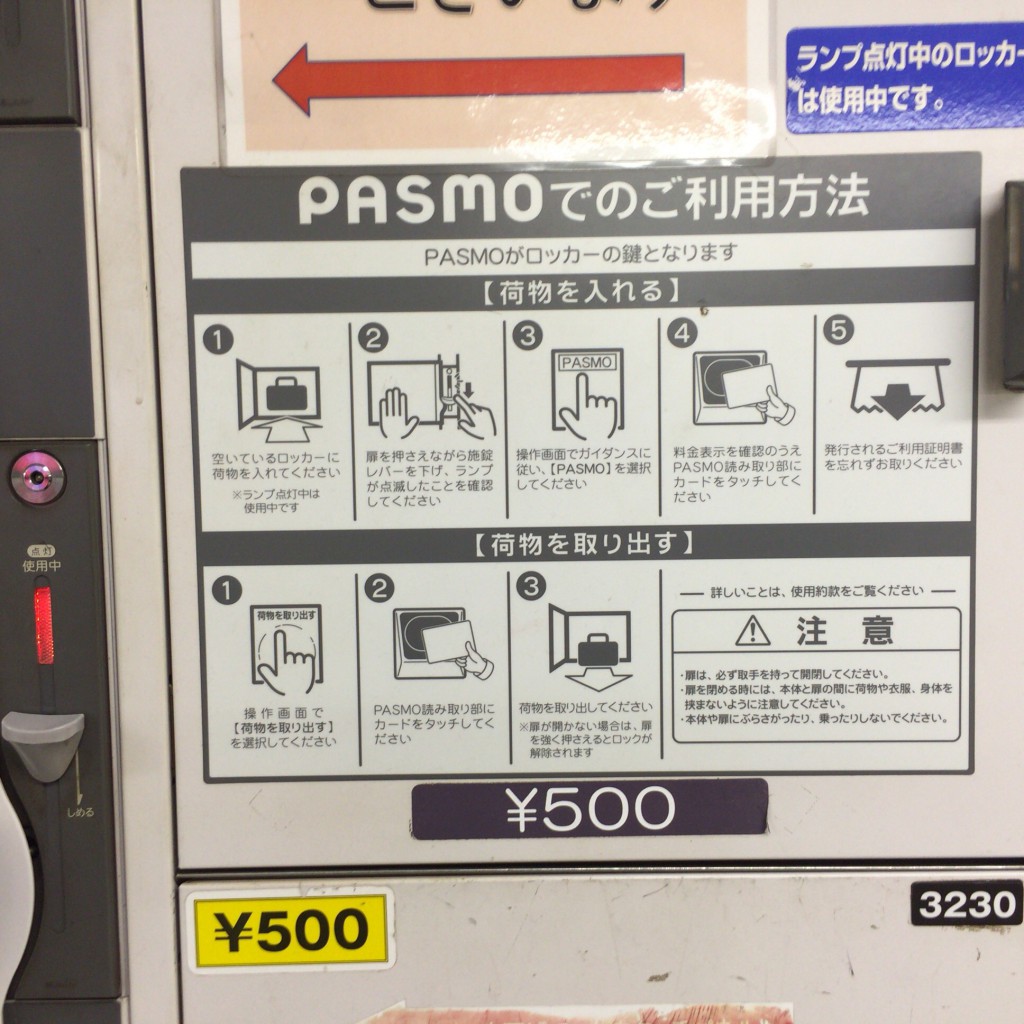 ございます
ランプ点灯中のロッカー
は使用中です。
PASMOでのご利用方法
PASMOがロッカーの鍵となります
【荷物を入れる】
1
空いているロッカーに
荷物を入れてください
※ランプ点灯中は
使用中です
2
扉を押さえながら施錠
レバーを下げ、ランプ
が点滅したことを確認
してください
3
PASMO
操作画面でガイダンスに
従い、【PASMO】を選択
してください
4
料金表示を確認のうえ
PASMO読み取り部に
カードをタッチしてく
ださい
5
発行されるご利用証明書
を忘れずお取りください
【荷物を取り出す】
1
荷物を取り出す
操作画面で
【荷物を取り出す】
を選択してください
2
PASMO読み取り部に
カードをタッチしてく
ださい
3
荷物を取り出してください
※扉が開かない場合は、扉
を強く押さえるとロックが
解除されます
詳しいことは、使用約款をご覧ください
注意
・扉は、必ず取手を持って開閉してください。
・扉を閉める時には、本体と扉の間に荷物や衣服、身体を
挟まないように注意してください。
・本体や扉にぶらさがったり、乗ったりしないでください。
点灯
使用中
しめる
¥500
¥500
3230